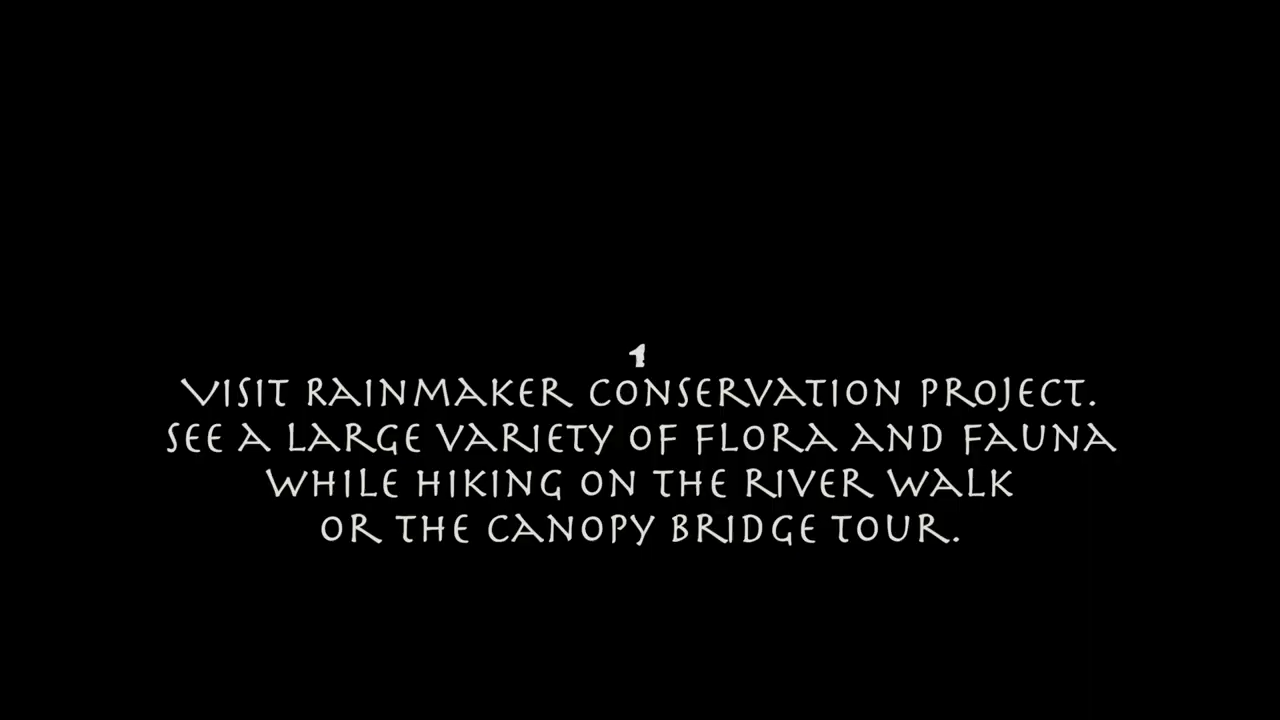 1
VISIT RAINMAKER CONSERVATION PROJECT.
SEE A LARGE VARIETY OF FLORA AND FAUNA
WHILE HIKING ON THE RIVER WALK
OR THE CANOPY BRIDGE TOUR.